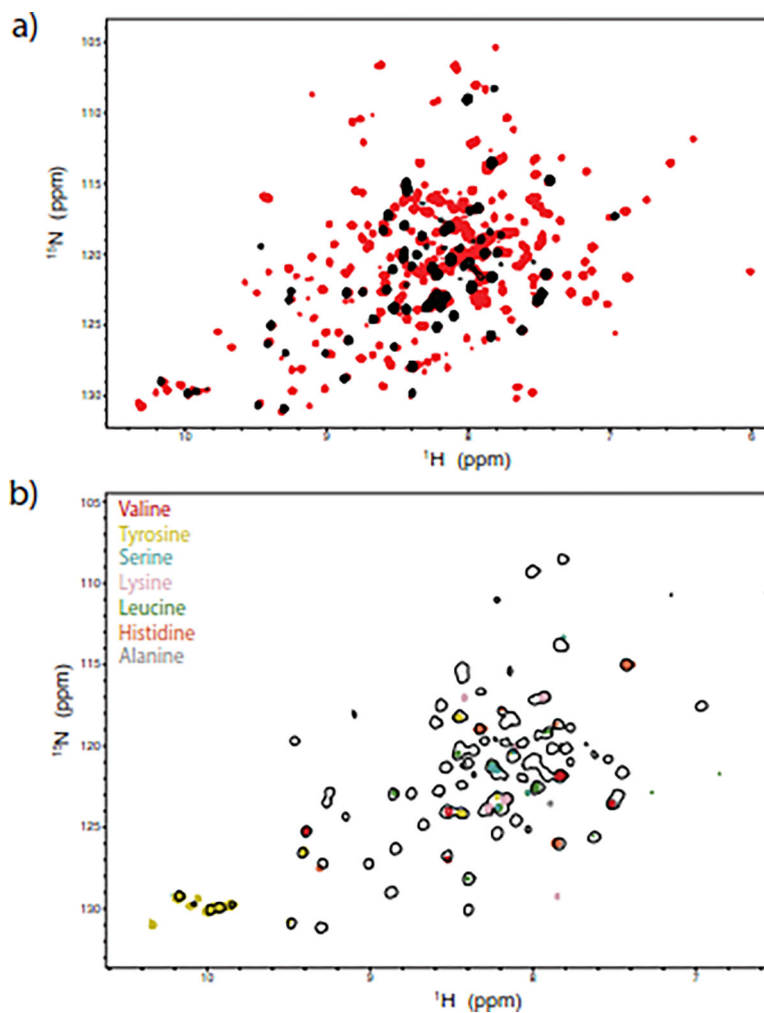 a)
105
110
115
120
125
130
¹⁵N (ppm)
10
9
8
7
6
¹H (ppm)
b)
105
110
115
120
125
130
¹⁵N (ppm)
Valine
Tyrosine
Serine
Lysine
Leucine
Histidine
Alanine
10
9
8
7
¹H (ppm)